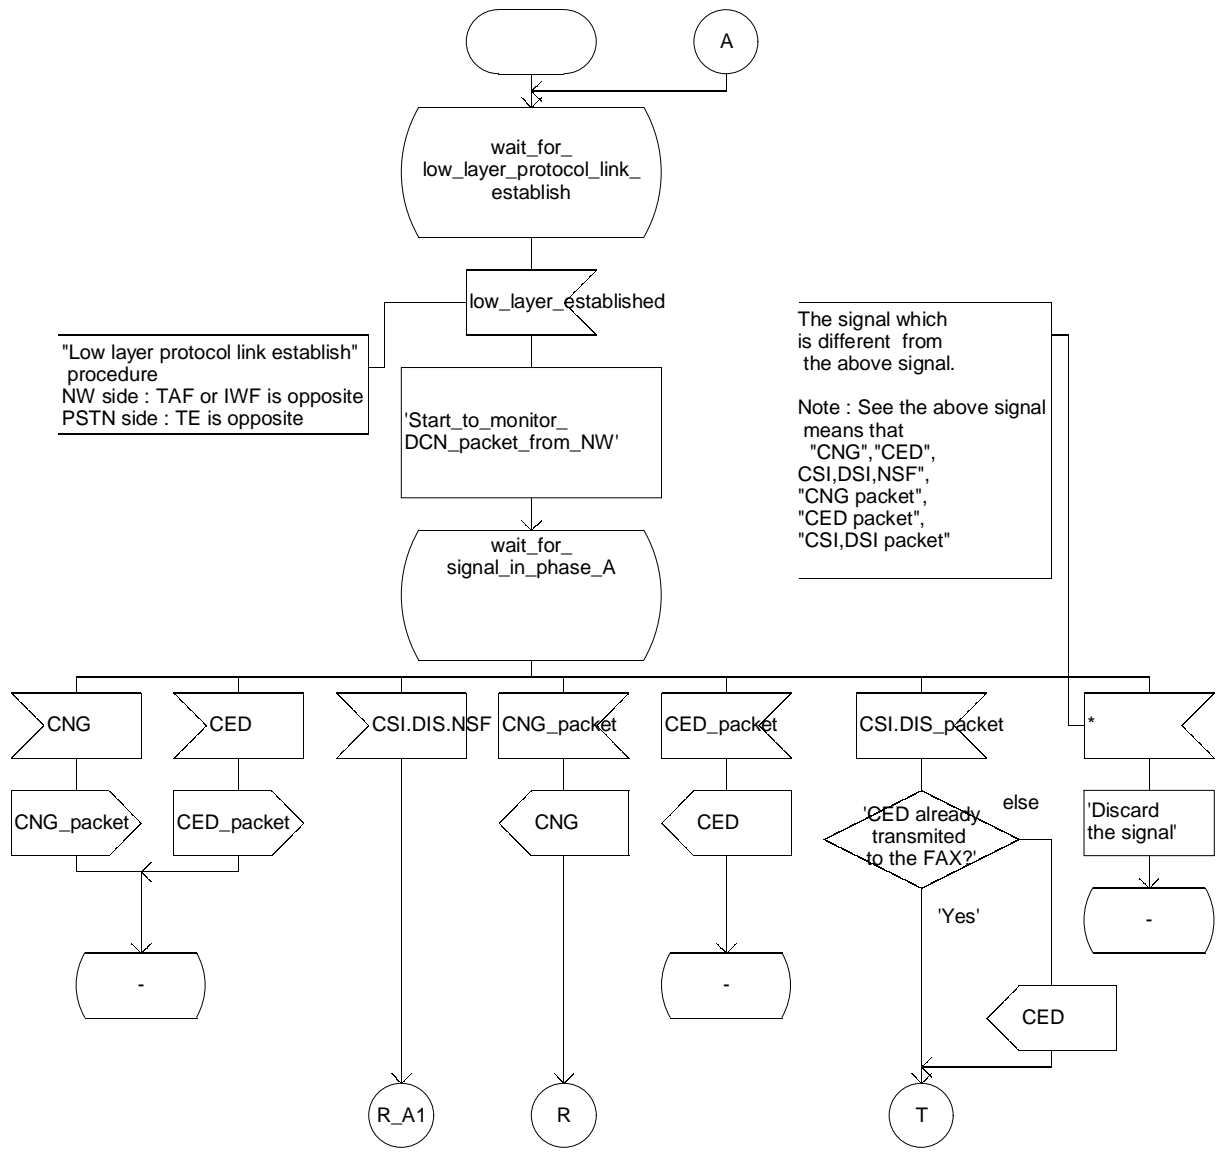 A
wait_for_
low_layer_protocol_link_
establish
low_layer_established
"Low layer protocol link establish"
procedure
NW side : TAF or IWF is opposite
PSTN side : TE is opposite
'Start_to_monitor_
DCN_packet_from_NW'
The signal which
is different from
the above signal.
Note : See the above signal
means that
"CNG","CED",
CSI,DSI,NSF",
"CNG packet",
"CED packet",
"CSI,DSI packet"
wait_for_
signal_in_phase_A
CNG
CED
CSI.DIS.NSF
CNG_packet
CED_packet
CSI.DIS_packet
*
CNG_packet
CED_packet
CNG
CED
'CED already
transmited
to the FAX?'
else
'Discard
the signal'
'Yes'
-
-
-
CED
R_A1
R
T